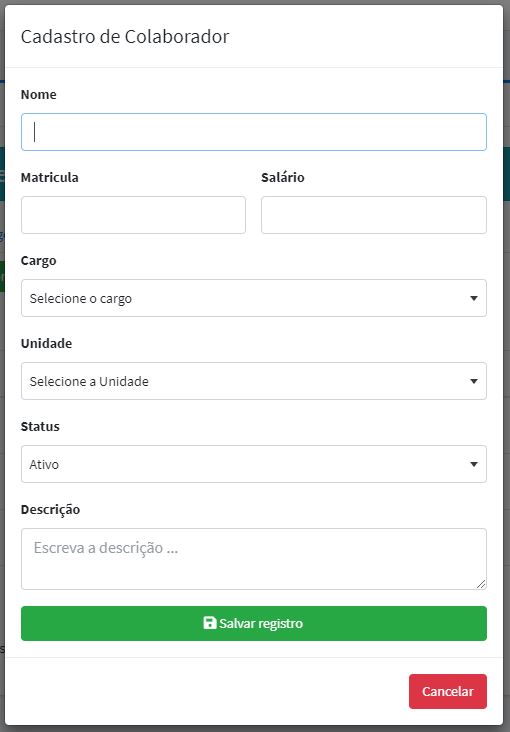 Cadastro de Colaborador
Nome
Matricula Salário
Cargo
Selecione o cargo
Unidade
Selecione a Unidade
Status
Ativo
Descrição
Escreva a descrição ...
Salvar registro
Cancelar